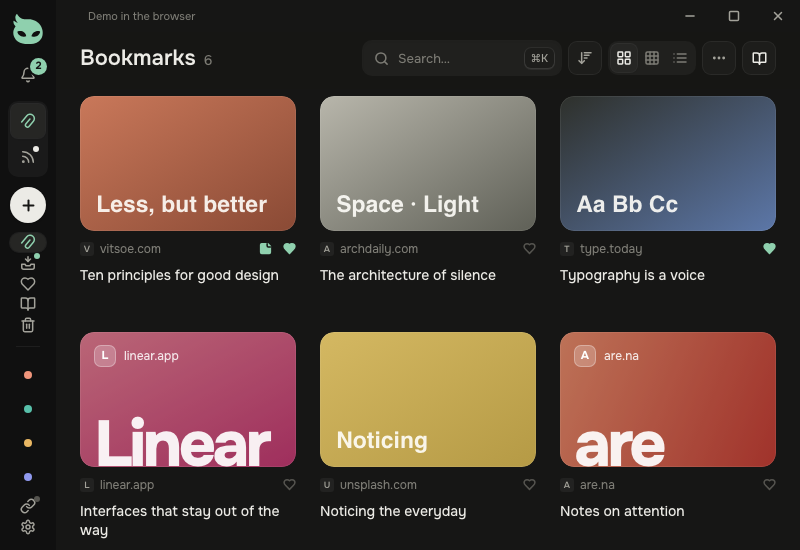 Demo in the browser
2
Bookmarks 6
Search...
⌘K
Less, but better
V vitsoe.com
Ten principles for good design
Space · Light
A archdaily.com
The architecture of silence
Aa Bb Cc
T type.today
Typography is a voice
L linear.app
Linear
L linear.app
Interfaces that stay out of the
way
Noticing
U unsplash.com
Noticing the everyday
A are.na
are
A are.na
Notes on attention